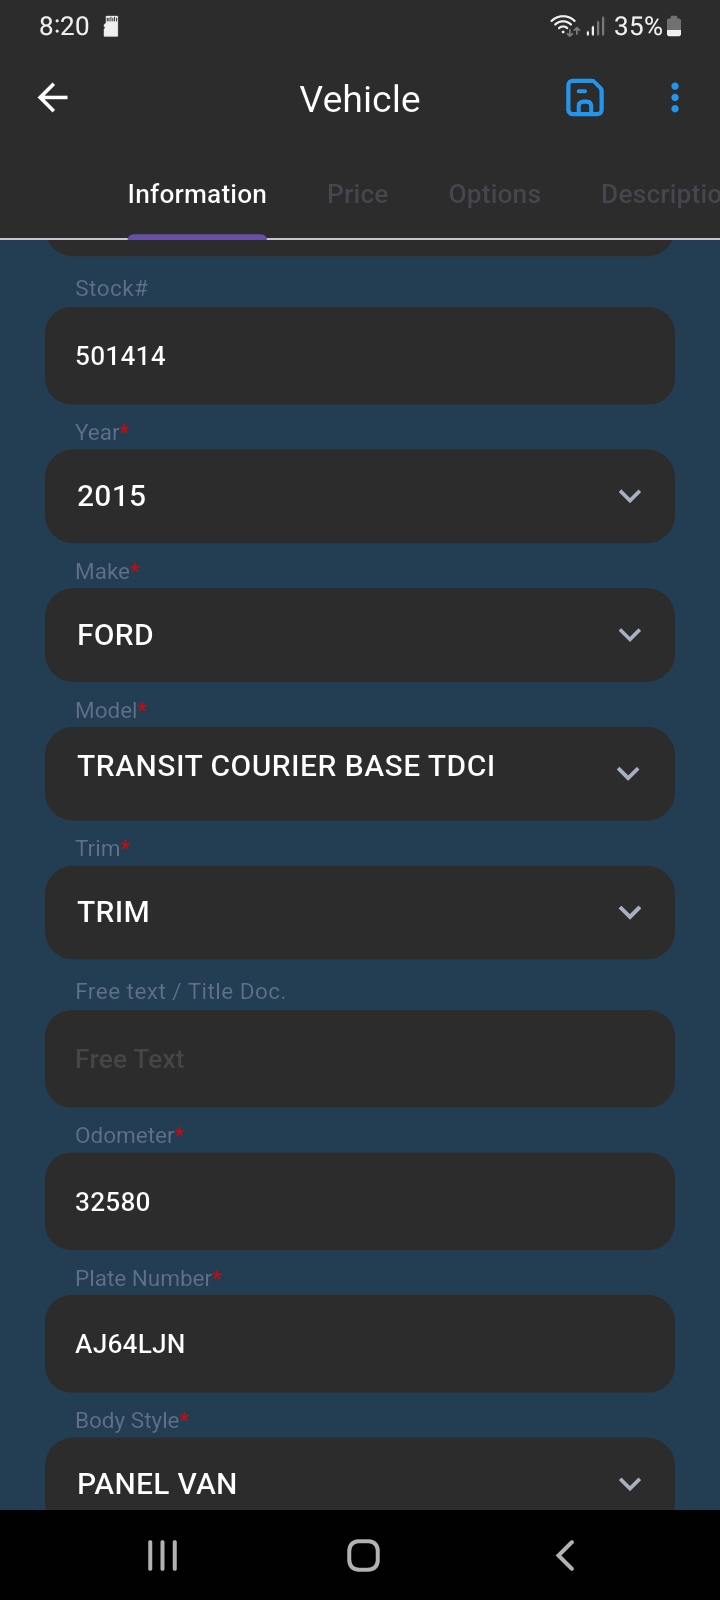 8:20
35%
Vehicle
Information Price Options Descriptio
Stock#
501414
Year*
2015
Make*
FORD
Model*
TRANSIT COURIER BASE TDCI
Trim*
TRIM
Free text / Title Doc.
Free Text
Odometer*
32580
Plate Number*
AJ64LJN
Body Style*
PANEL VAN